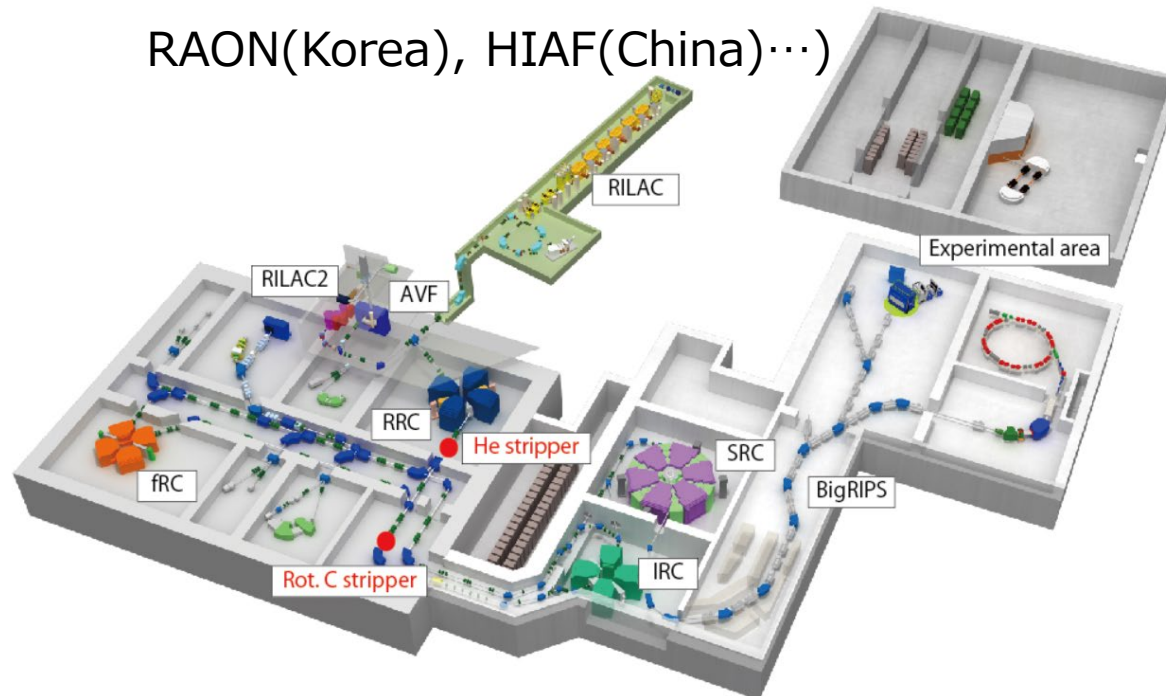 RAON(Korea), HIAF(China)…)
RILAC
Experimental area
RILAC2
AVF
RRC
He stripper
SRC
fRC
BigRIPS
IRC
Rot. C stripper